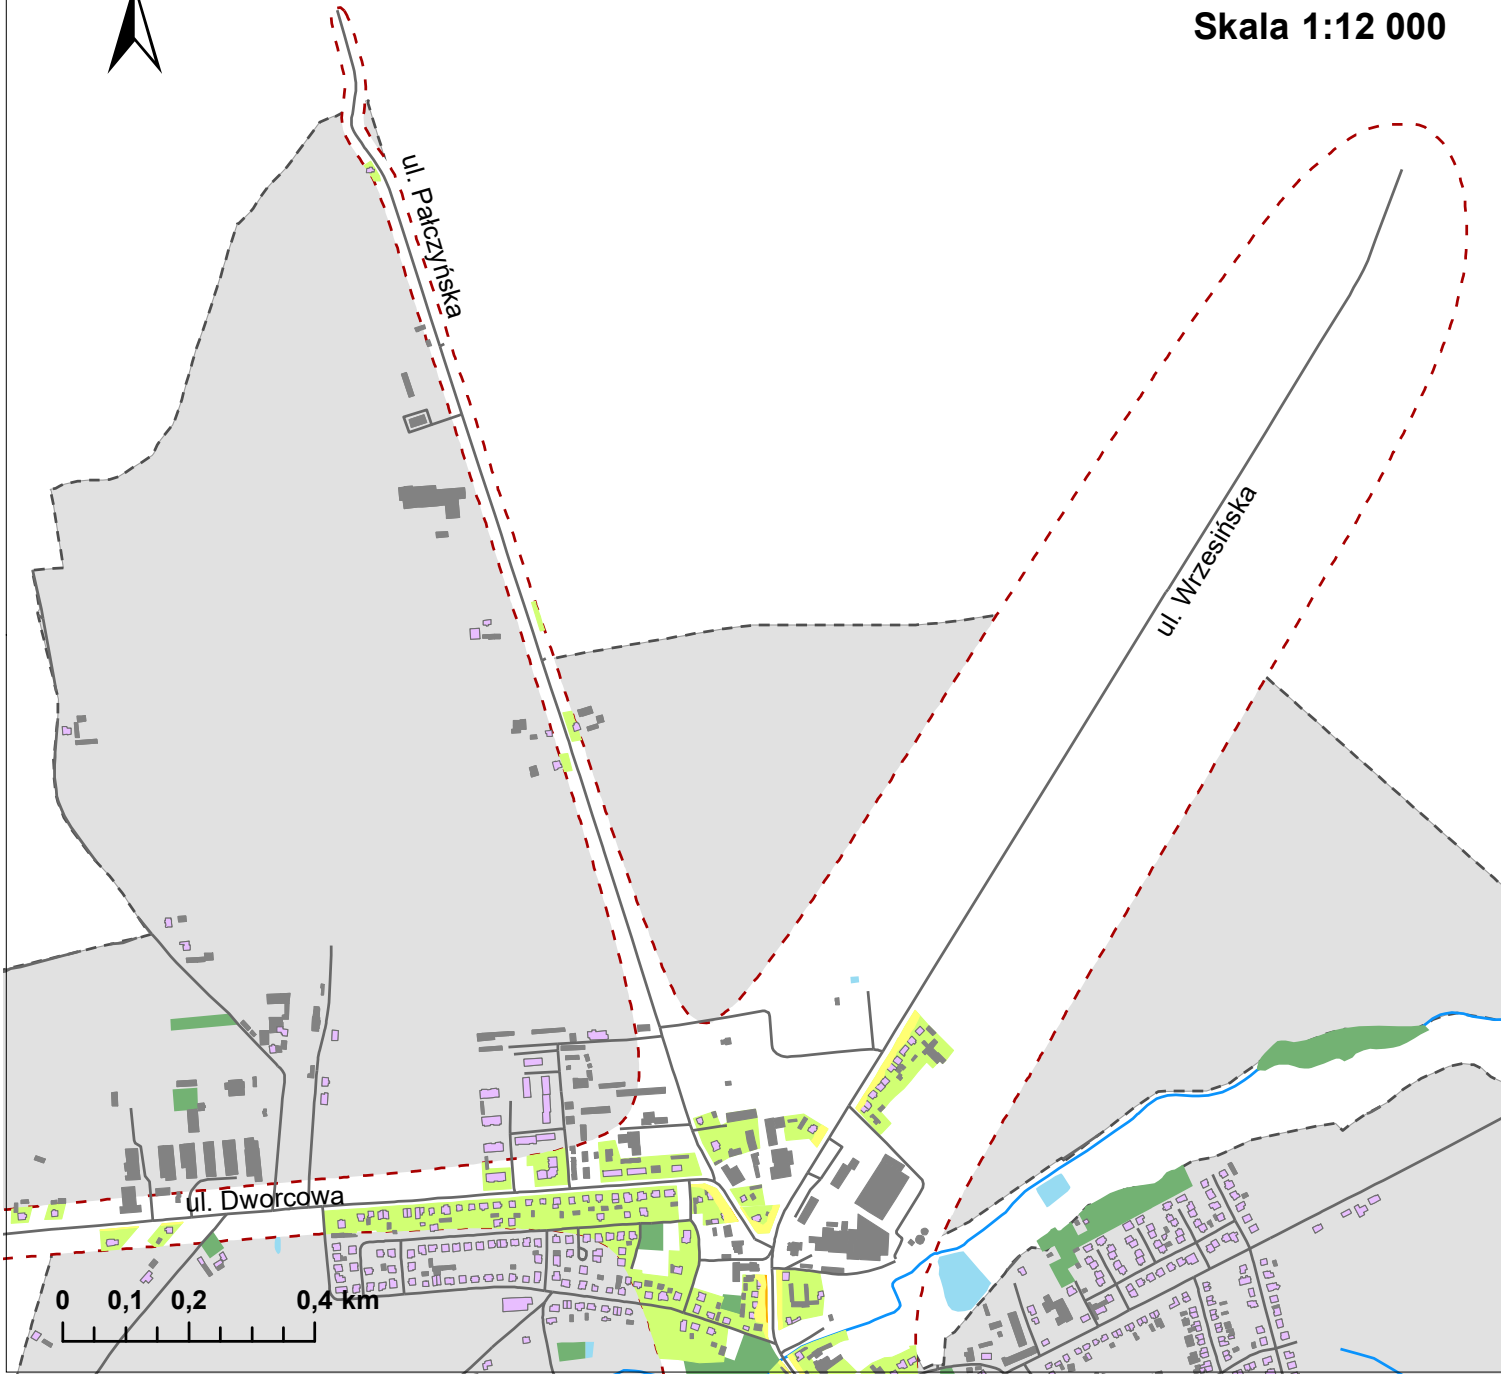 Skala 1:12 000
ul. Pałczyńska
ul. Wrzesińska
ul. Dworcowa
0 0,1 0,2 0,4 km